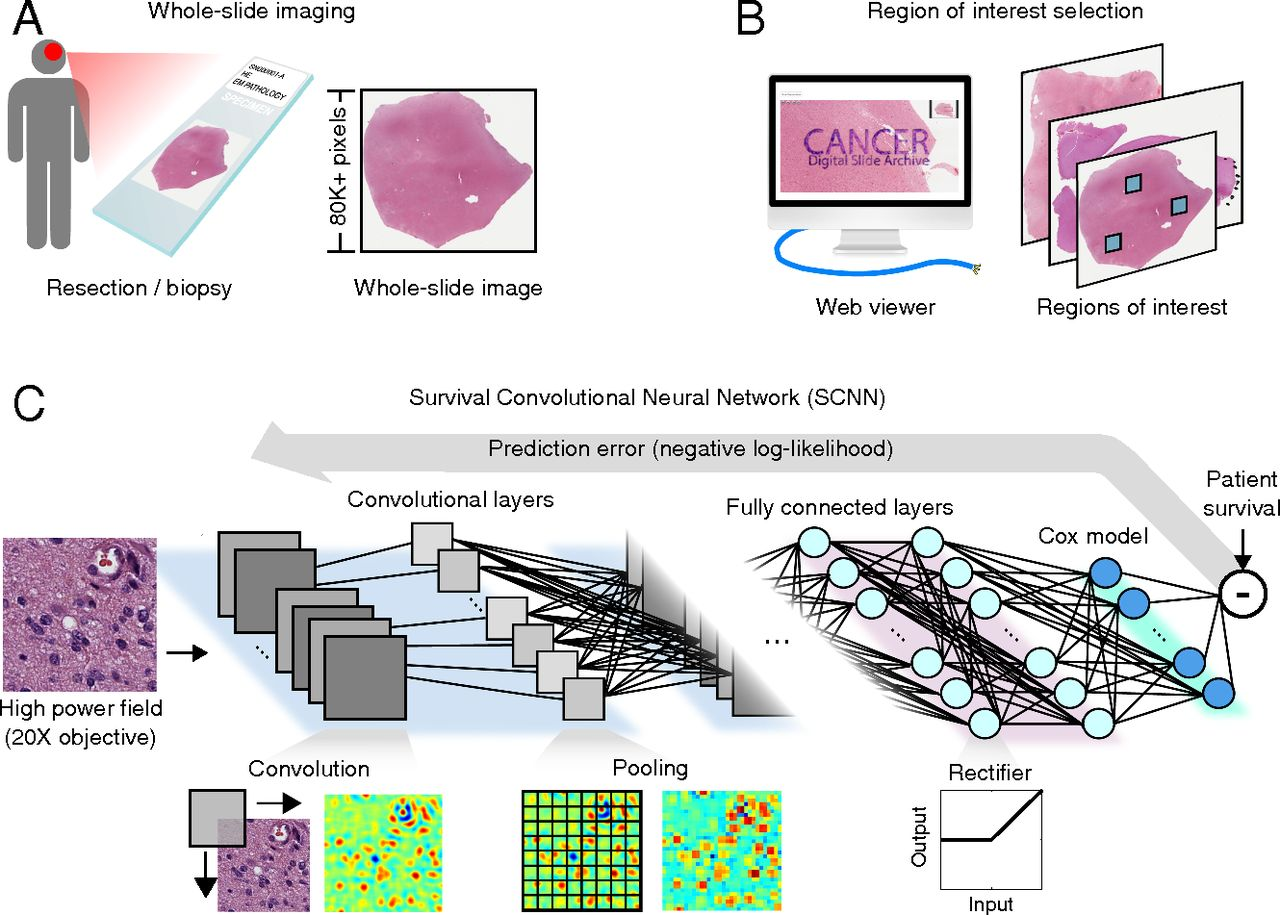 A
Whole-slide imaging
SN000001-A
HE
EM PATHOLOGY
SPECIMEN
80K+ pixels
Resection / biopsy
Whole-slide image
B
Region of interest selection
CANCER
Digital Slide Archive
Web viewer
Regions of interest
C
Survival Convolutional Neural Network (SCNN)
Prediction error (negative log-likelihood)
Convolutional layers
Fully connected layers
Cox model
Patient
survival
-
High power field
(20X objective)
...
Convolution
Pooling
Rectifier
Output
Input